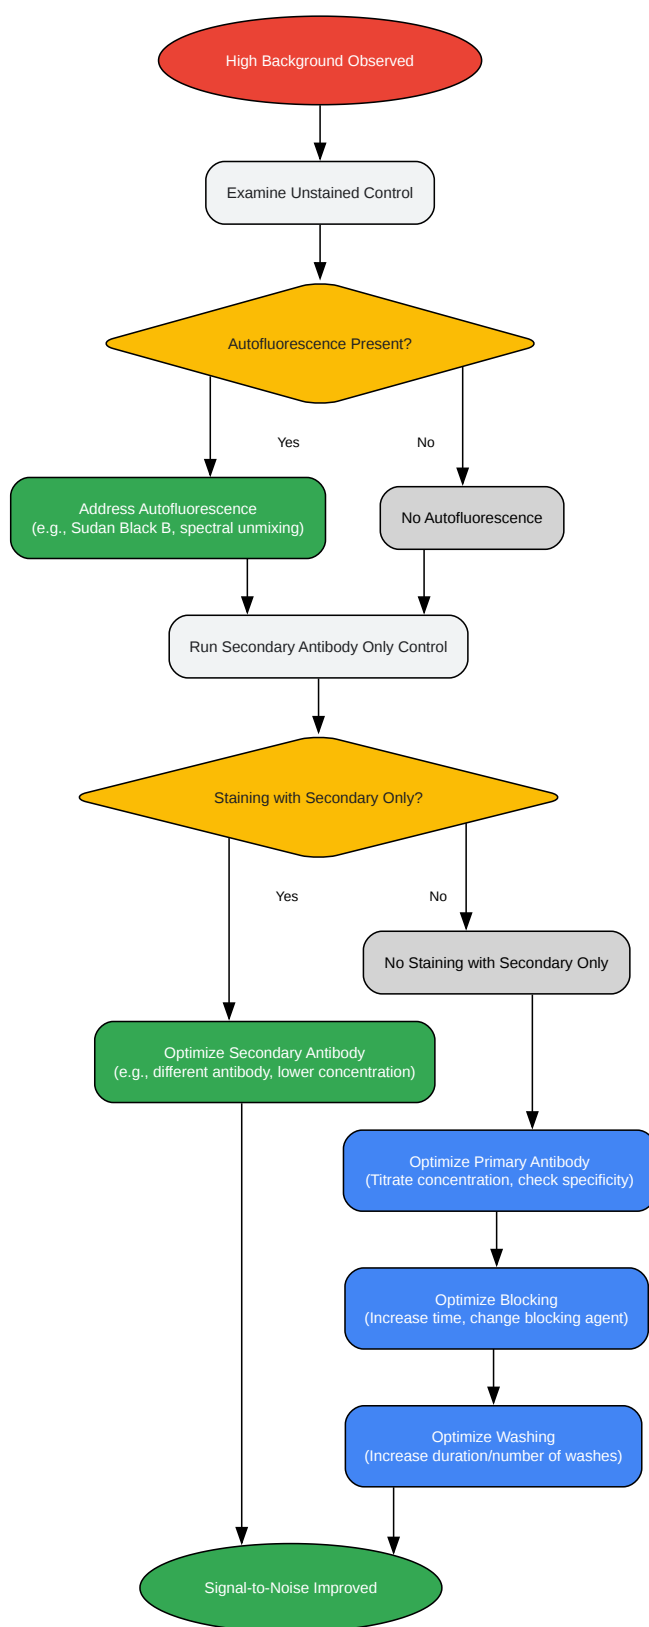 High Background Observed
Examine Unstained Control
Autofluorescence Present?
Yes
No
Address Autofluorescence
(e.g., Sudan Black B, spectral unmixing)
No Autofluorescence
Run Secondary Antibody Only Control
Staining with Secondary Only?
Yes
No
No Staining with Secondary Only
Optimize Secondary Antibody
(e.g., different antibody, lower concentration)
Optimize Primary Antibody
(Titrate concentration, check specificity)
Optimize Blocking
(Increase time, change blocking agent)
Optimize Washing
(Increase duration/number of washes)
Signal-to-Noise Improved